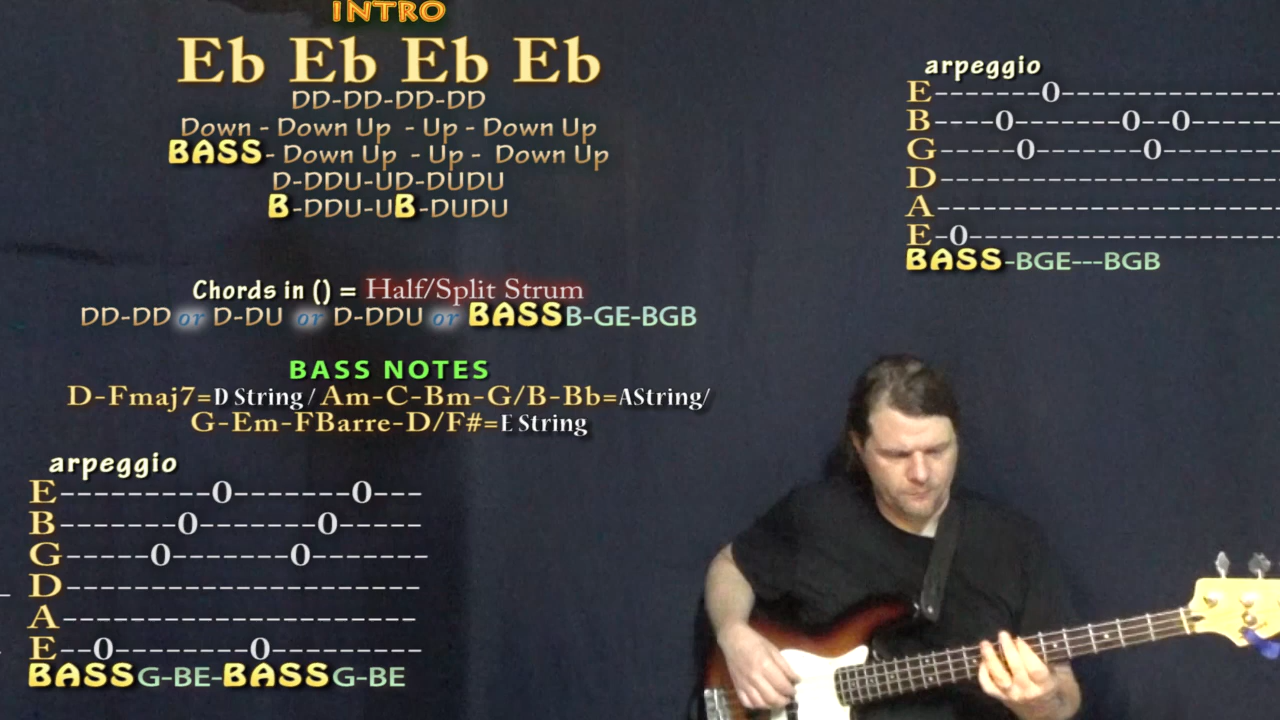 INTRO
Eb Eb Eb Eb
DD-DD-DD-DD
Down - Down Up - Up - Down Up
BASS- Down Up - Up - Down Up
D-DDU-UD-DUDU
B-DDU-UB-DUDU
Chords in () = Half/Split Strum
DD-DD or D-DU or D-DDU or BASSB-GE-BGB
BASS NOTES
D-Fmaj7=D String / Am-C-Bm-G/B-Bb=AString/
G-Em-FBarre-D/F#=E String
arpeggio
E---------0-------0---
B-------0-------0-----
G-----0-------0-------
D---------------------
A---------------------
E--0--------0---------
BASSG-BE-BASSG-BE
arpeggio
E-------0---------------
B----0-------0--0------
G-----0-------0--------
D-----------------------
A-----------------------
E-0---------------------
BASS-BGE---BGB